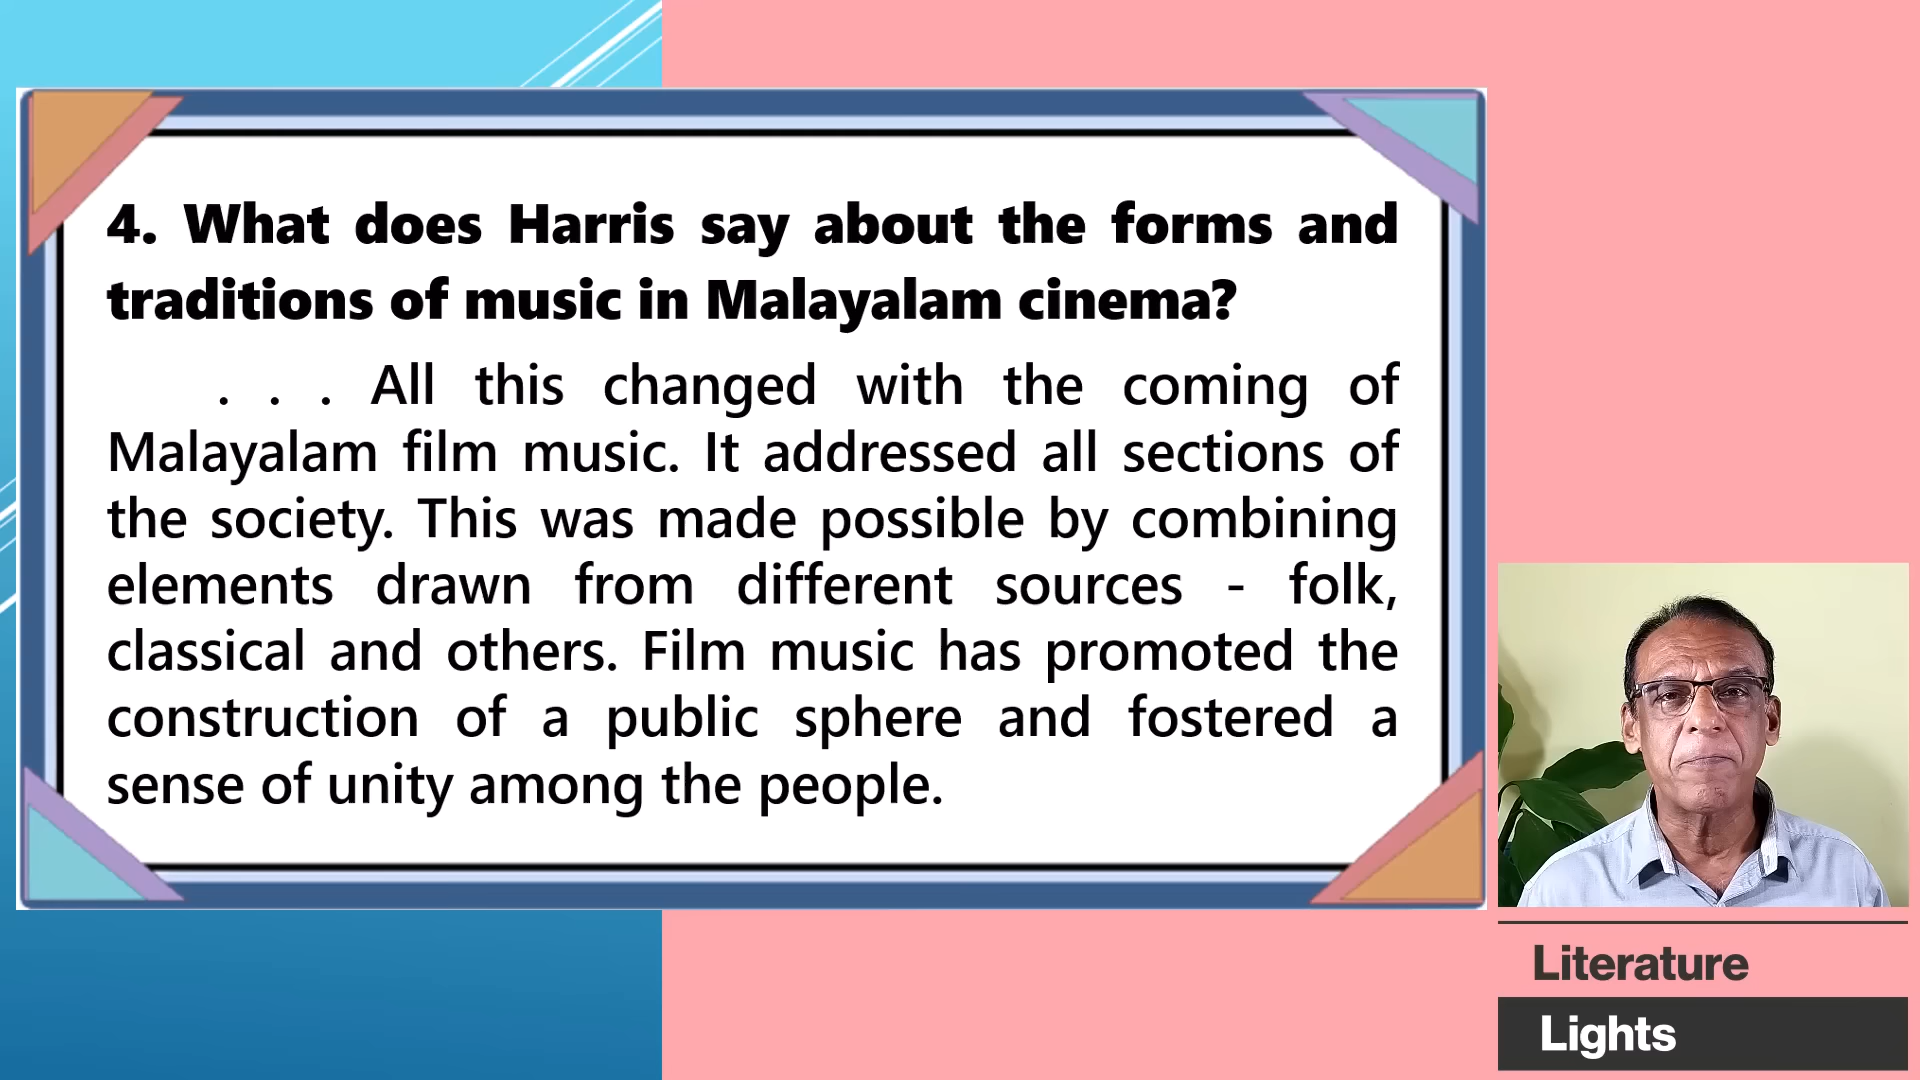 4. What does Harris say about the forms and
traditions of music in Malayalam cinema?
. . . All this changed with the coming of
Malayalam film music. It addressed all sections of
the society. This was made possible by combining
elements drawn from different sources - folk,
classical and others. Film music has promoted the
construction of a public sphere and fostered a
sense of unity among the people.
Literature
Lights